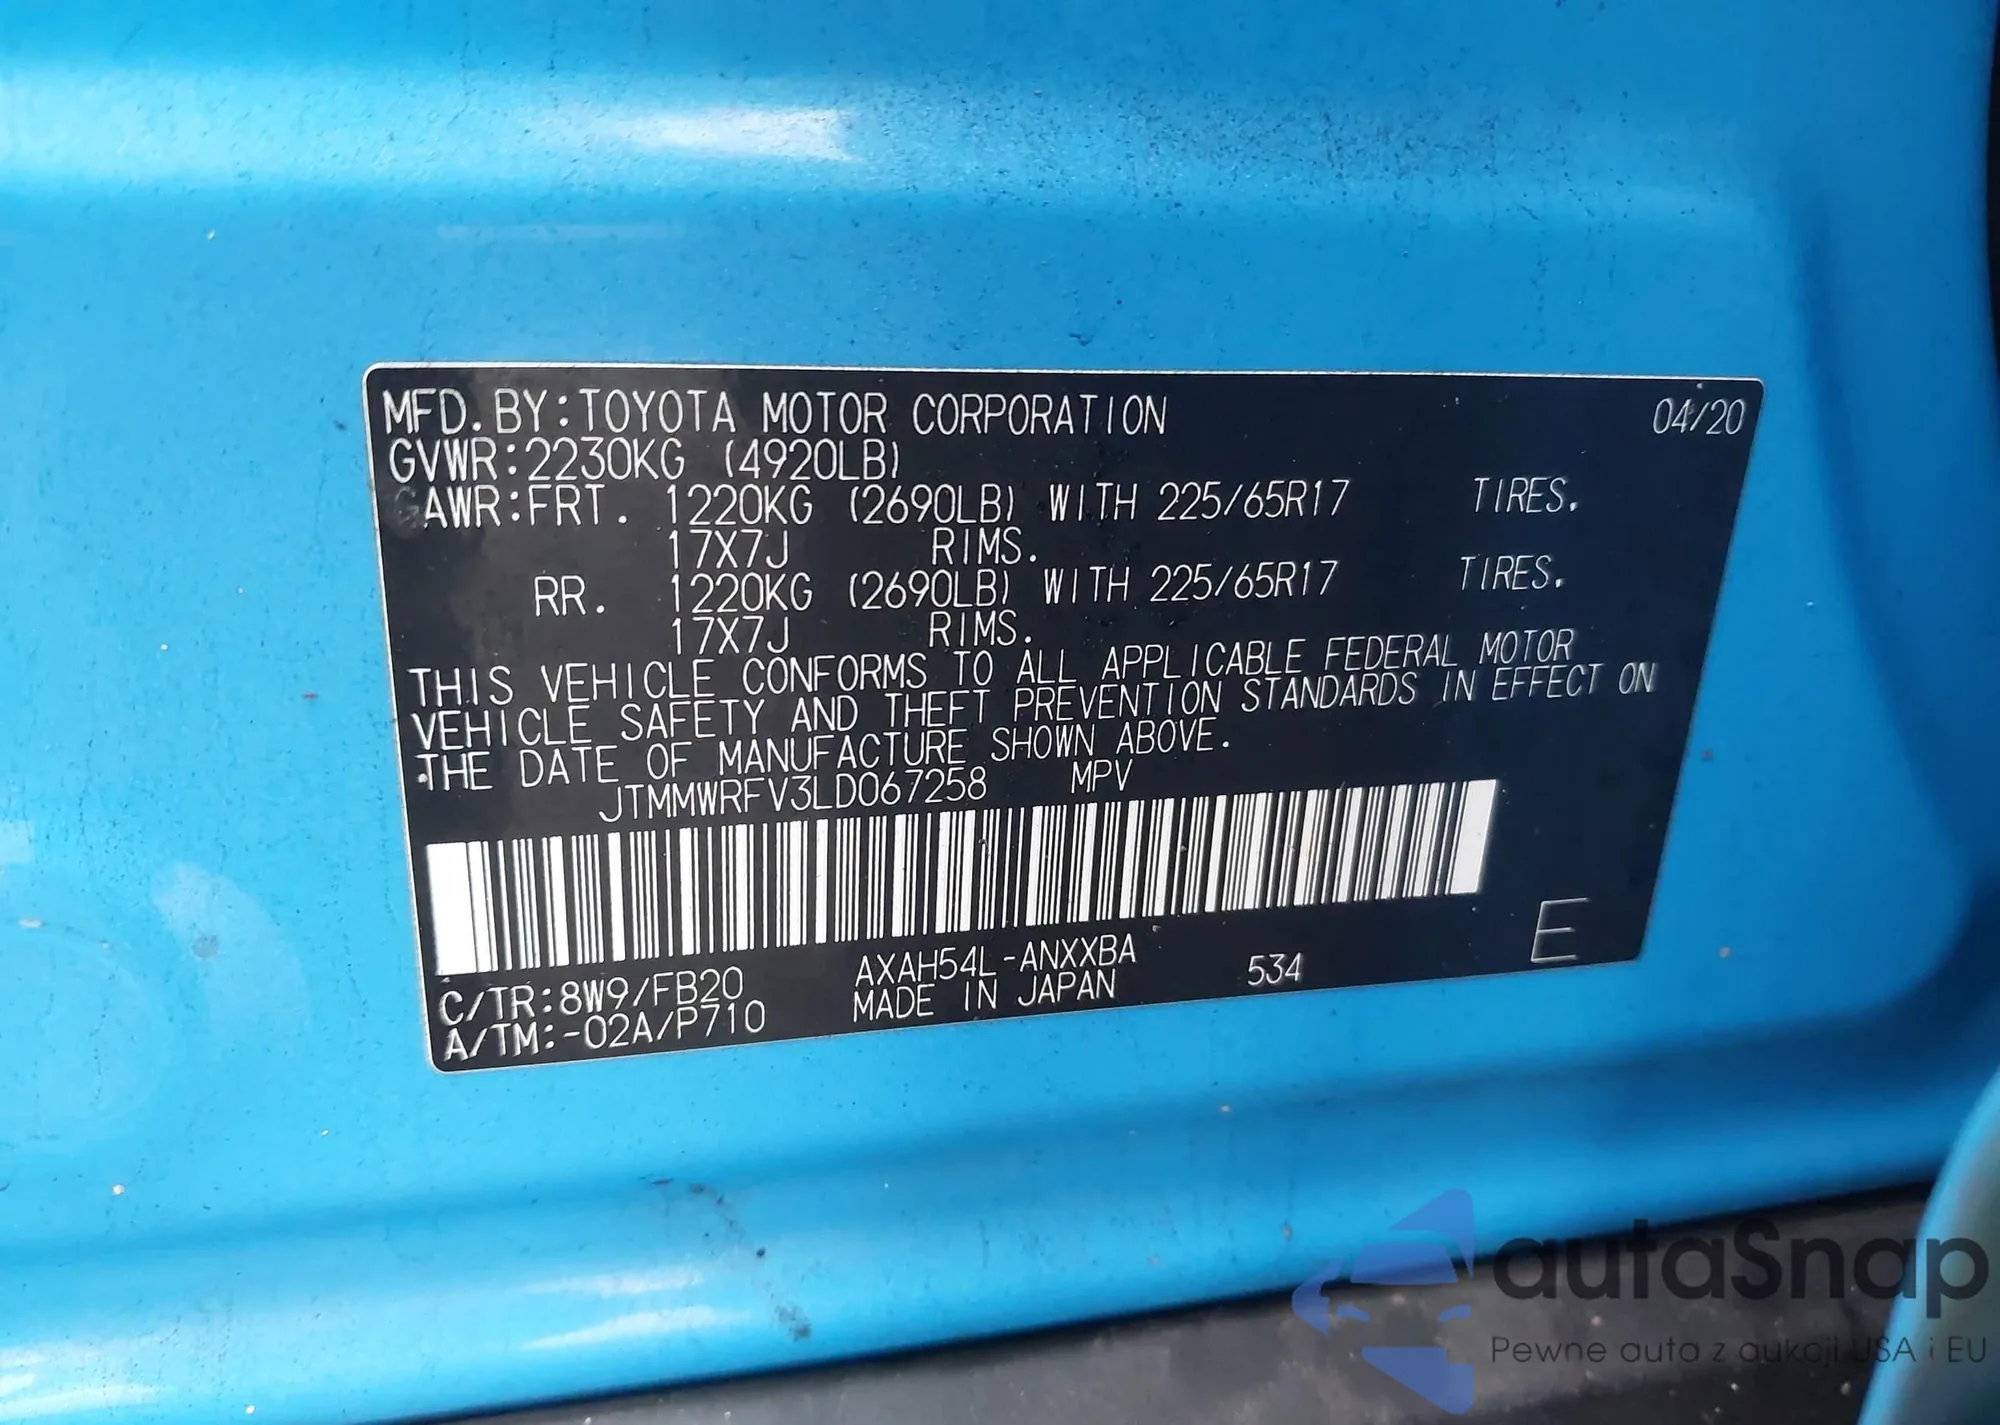 MFD. BY:TOYOTA MOTOR CORPORATION 04/20
GVWR:2230KG (4920LB)
GAWR:FRT. 1220KG (2690LB) WITH 225/65R17 TIRES.
17X7J RIMS.
RR. 1220KG (2690LB) WITH 225/65R17 TIRES.
17X7J RIMS.
THIS VEHICLE CONFORMS TO ALL APPLICABLE FEDERAL MOTOR
VEHICLE SAFETY AND THEFT PREVENTION STANDARDS IN EFFECT ON
THE DATE OF MANUFACTURE SHOWN ABOVE.
JTMMWRFV3LD067258 MPV
C/TR:8W9/FB20 AXAH54L-ANXXBA 534 E
A/TM:-02A/P710 MADE IN JAPAN
autaSnap
Pewne auta z aukcji USA i EU